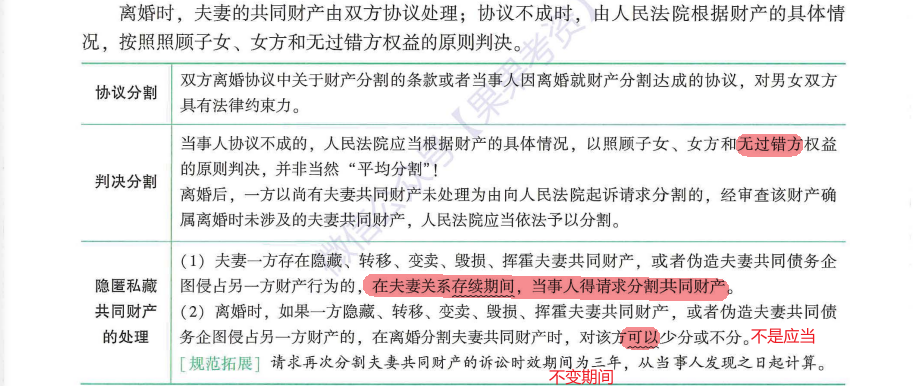 离婚时，夫妻的共同财产由双方协议处理；协议不成时，由人民法院根据财产的具体情
况，按照照顾子女、女方和无过错方权益的原则判决。
协议分割
双方离婚协议中关于财产分割的条款或者当事人因离婚就财产分割达成的协议，对男女双方
具有法律约束力。
判决分割
当事人协议不成的，人民法院应当根据财产的具体情况，以照顾子女、女方和无过错方权益
的原则判决，并非当然“平均分割”！
离婚后，一方以尚有夫妻共同财产未处理为由向人民法院起诉请求分割的，经审查该财产确
属离婚时未涉及的夫妻共同财产，人民法院应当依法予以分割。
隐匿私藏
共同财产
的处理
（1）夫妻一方存在隐藏、转移、变卖、毁损、挥霍夫妻共同财产，或者伪造夫妻共同债务企
图侵占另一方财产行为的，在夫妻关系存续期间，当事人得请求分割共同财产。
（2）离婚时，如果一方隐藏、转移、变卖、毁损、挥霍夫妻共同财产，或者伪造夫妻共同债
务企图侵占另一方财产的，在离婚分割夫妻共同财产时，对该方可以少分或不分。不是应当
[规范拓展] 请求再次分割夫妻共同财产的诉讼时效期间为三年，从当事人发现之日起计算。
不变期间
微信公众号【果果考资】